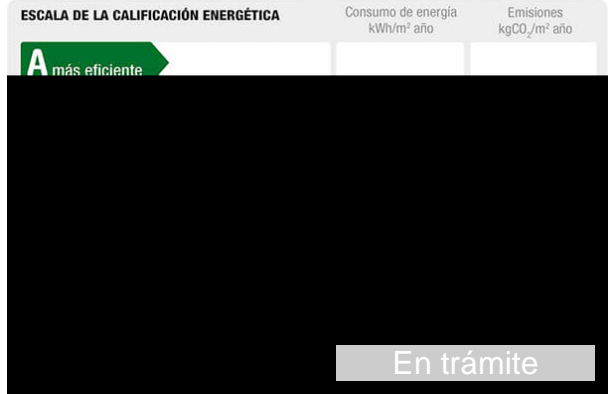 ESCALA DE LA CALIFICACIÓN ENERGÉTICA
Consumo de energía
kWh/m² año
Emisiones
kgCO₂/m² año
A más eficiente
En trámite